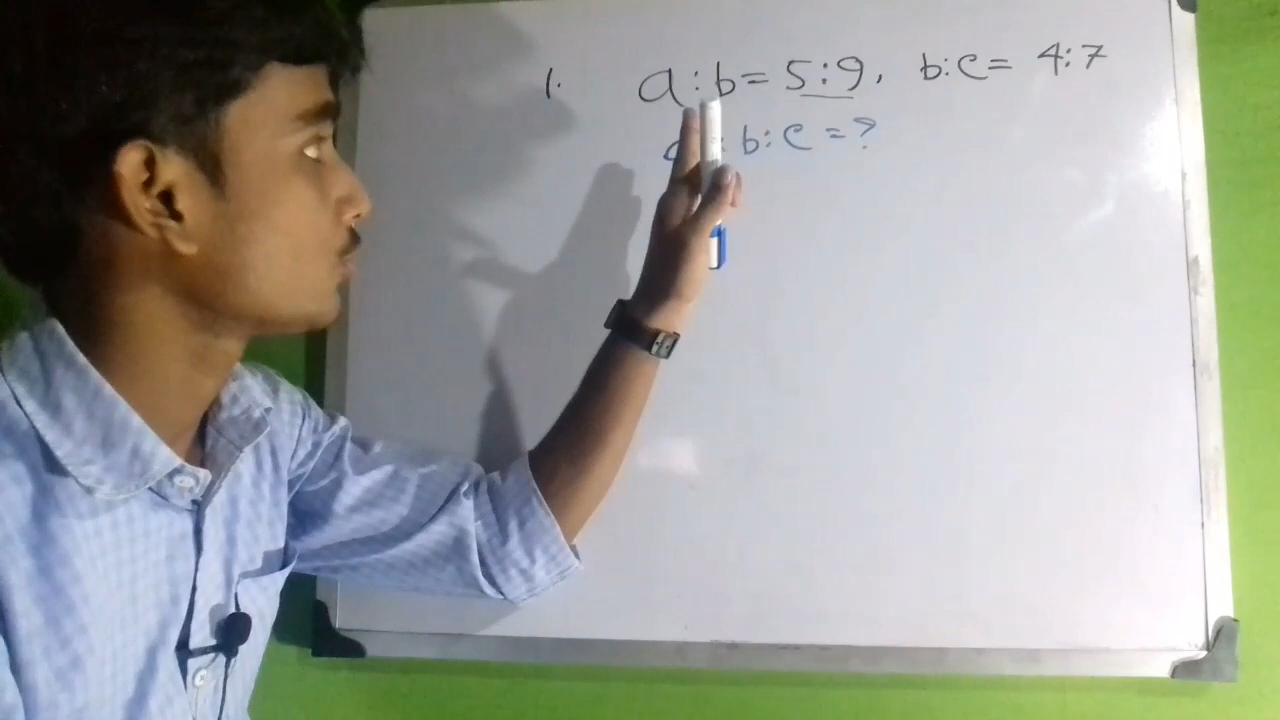 1. a:b= 5:9, b:c= 4:7
: b:c =?